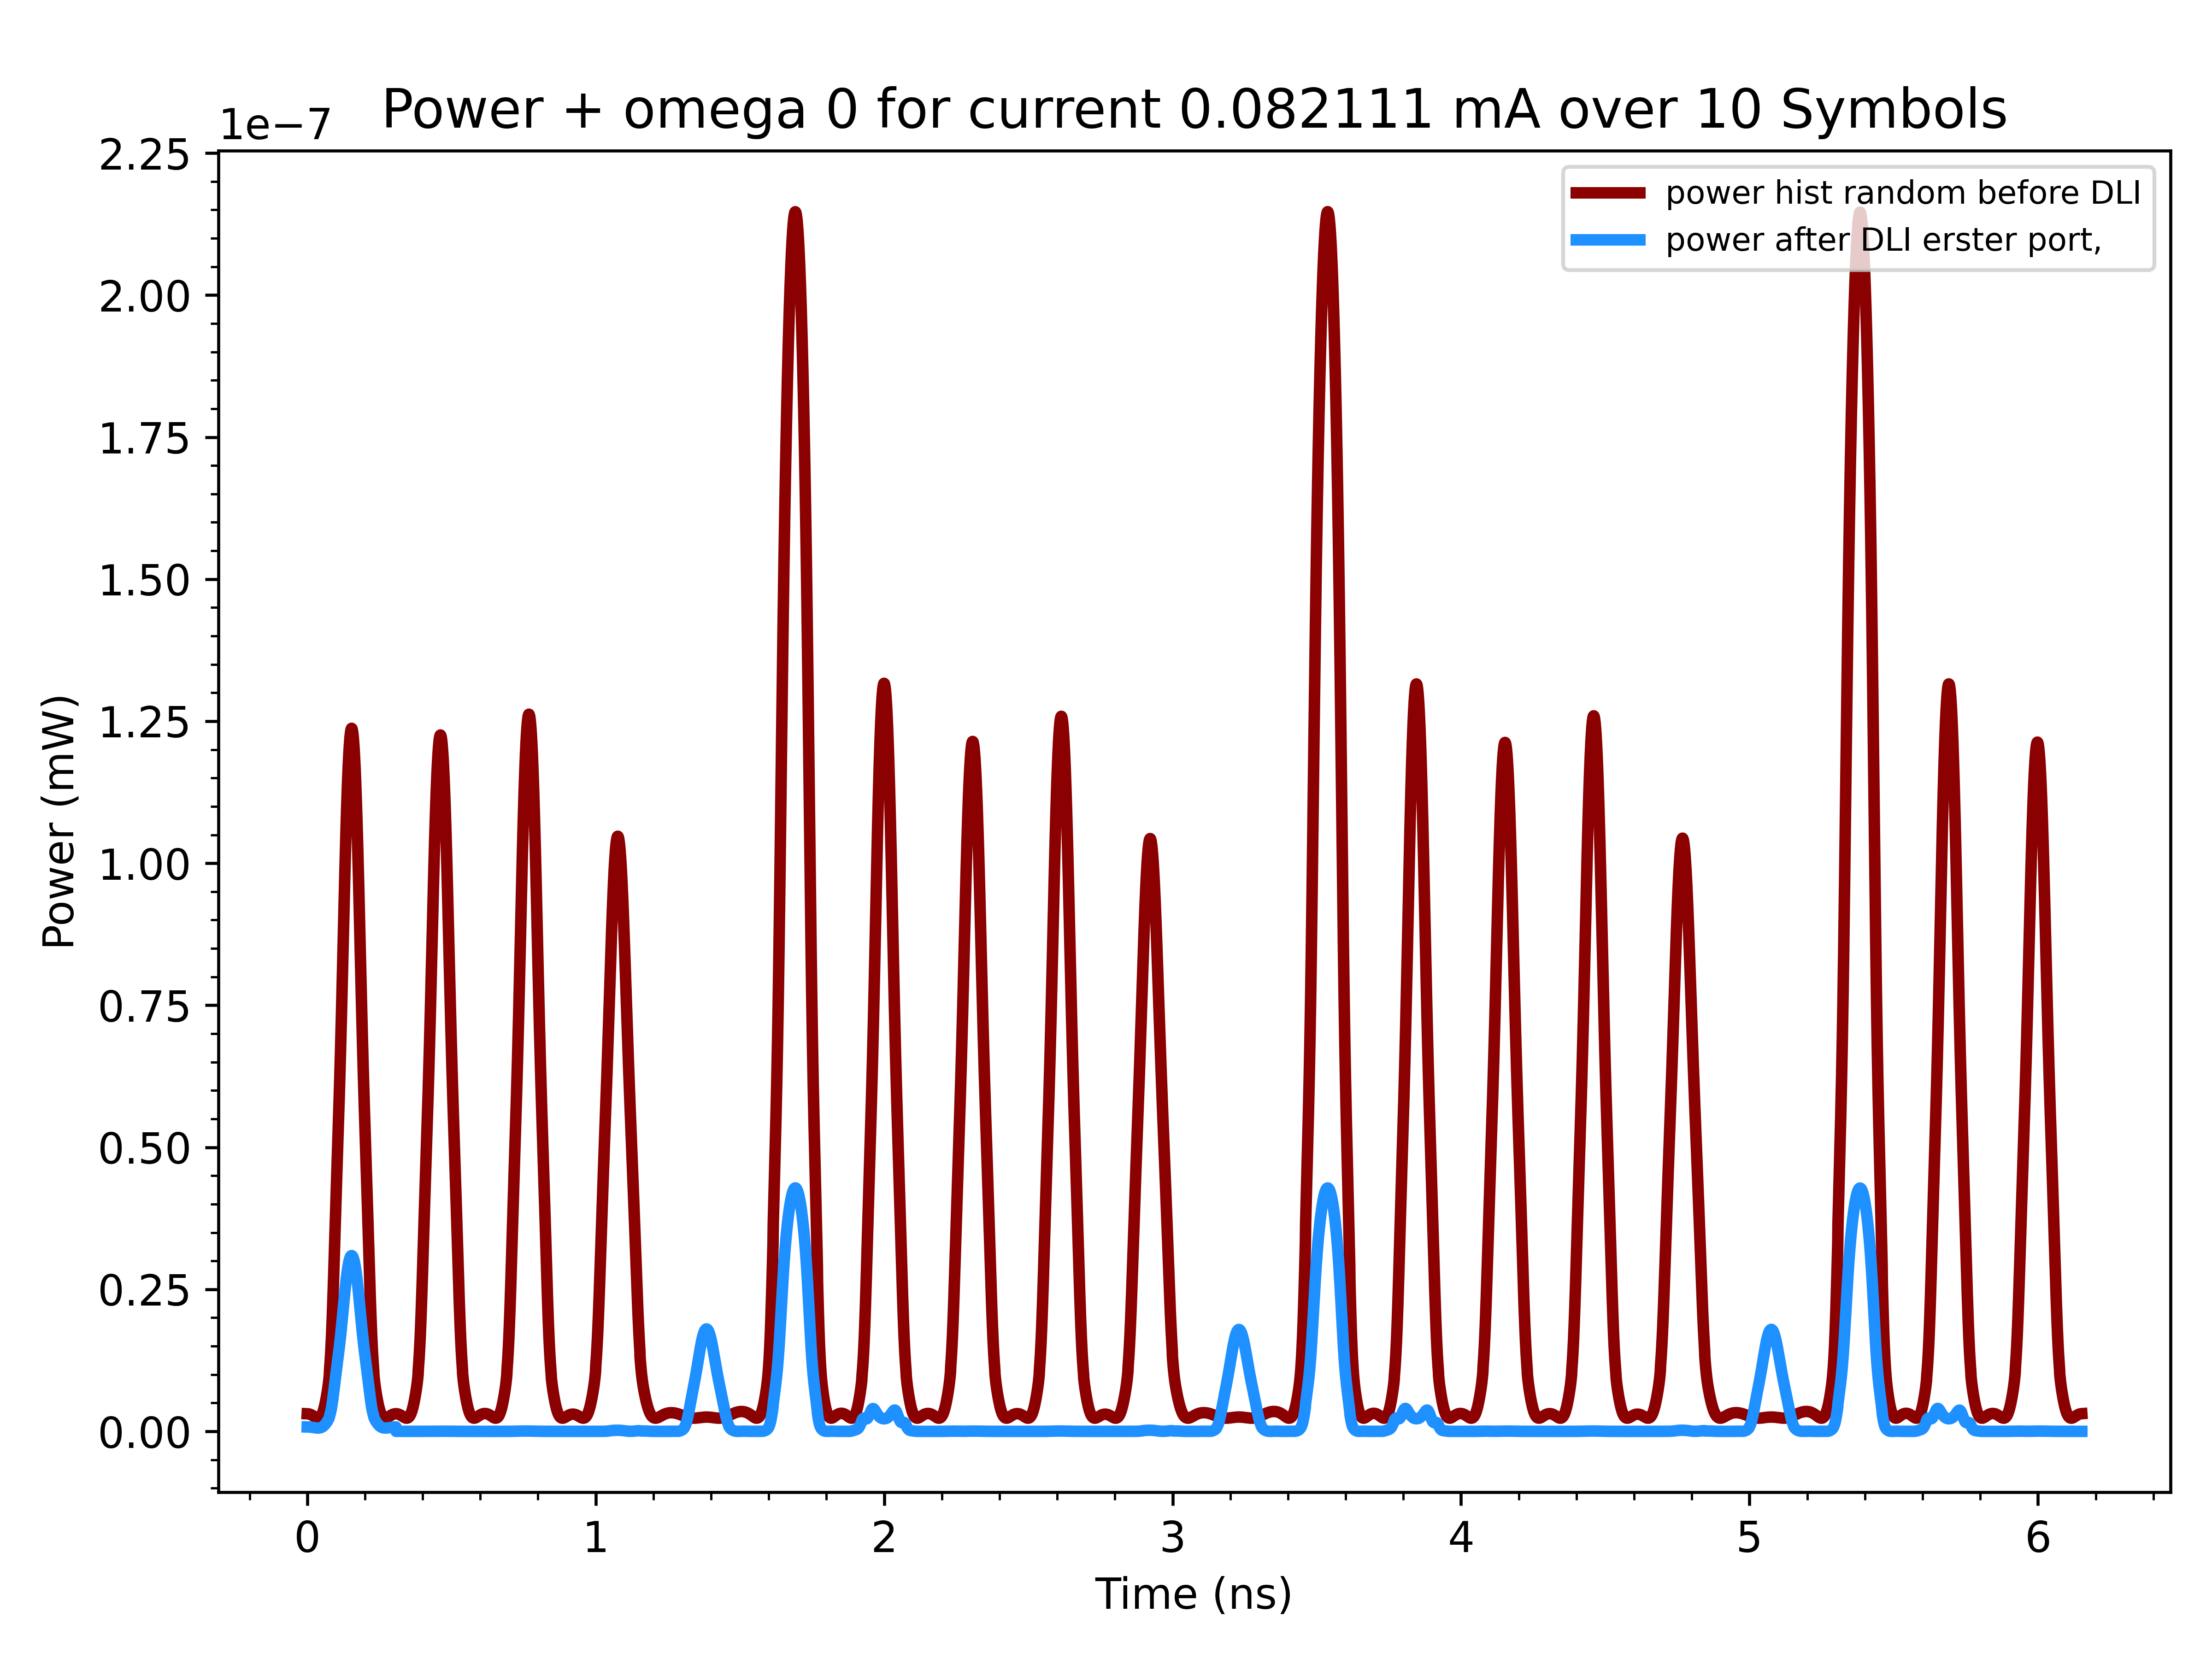 Power + omega 0 for current 0.082111 mA over 10 Symbols
1e−7
power hist random before DLI
power after DLI erster port,
2.25
2.00
1.75
1.50
1.25
1.00
0.75
0.50
0.25
0.00
Power (mW)
0 1 2 3 4 5 6
Time (ns)